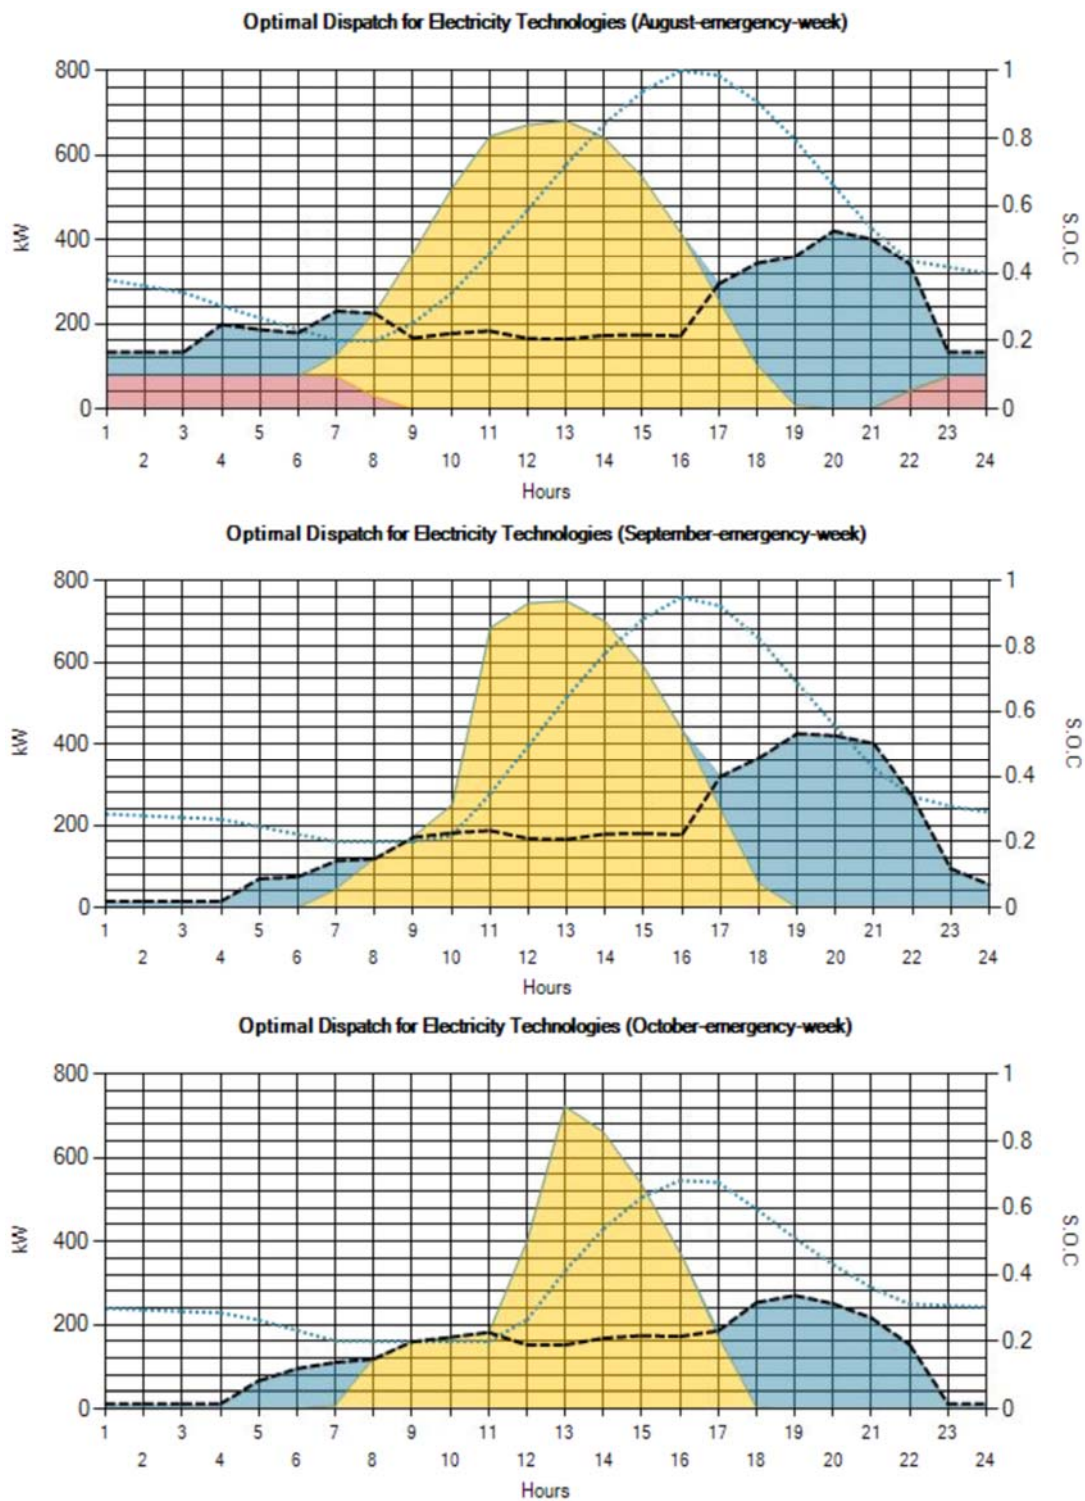 Optimal Dispatch for Electricity Technologies (August-emergency-week)
800
600
400
200
0
kW
1
0.8
0.6
0.4
0.2
0
S.O.C
1 3 5 7 9 11 13 15 17 19 21 23
2 4 6 8 10 12 14 16 18 20 22 24
Hours
Optimal Dispatch for Electricity Technologies (September-emergency-week)
800
600
400
200
0
kW
1
0.8
0.6
0.4
0.2
0
S.O.C
1 3 5 7 9 11 13 15 17 19 21 23
2 4 6 8 10 12 14 16 18 20 22 24
Hours
Optimal Dispatch for Electricity Technologies (October-emergency-week)
800
600
400
200
0
kW
1
0.8
0.6
0.4
0.2
0
S.O.C
1 3 5 7 9 11 13 15 17 19 21 23
2 4 6 8 10 12 14 16 18 20 22 24
Hours